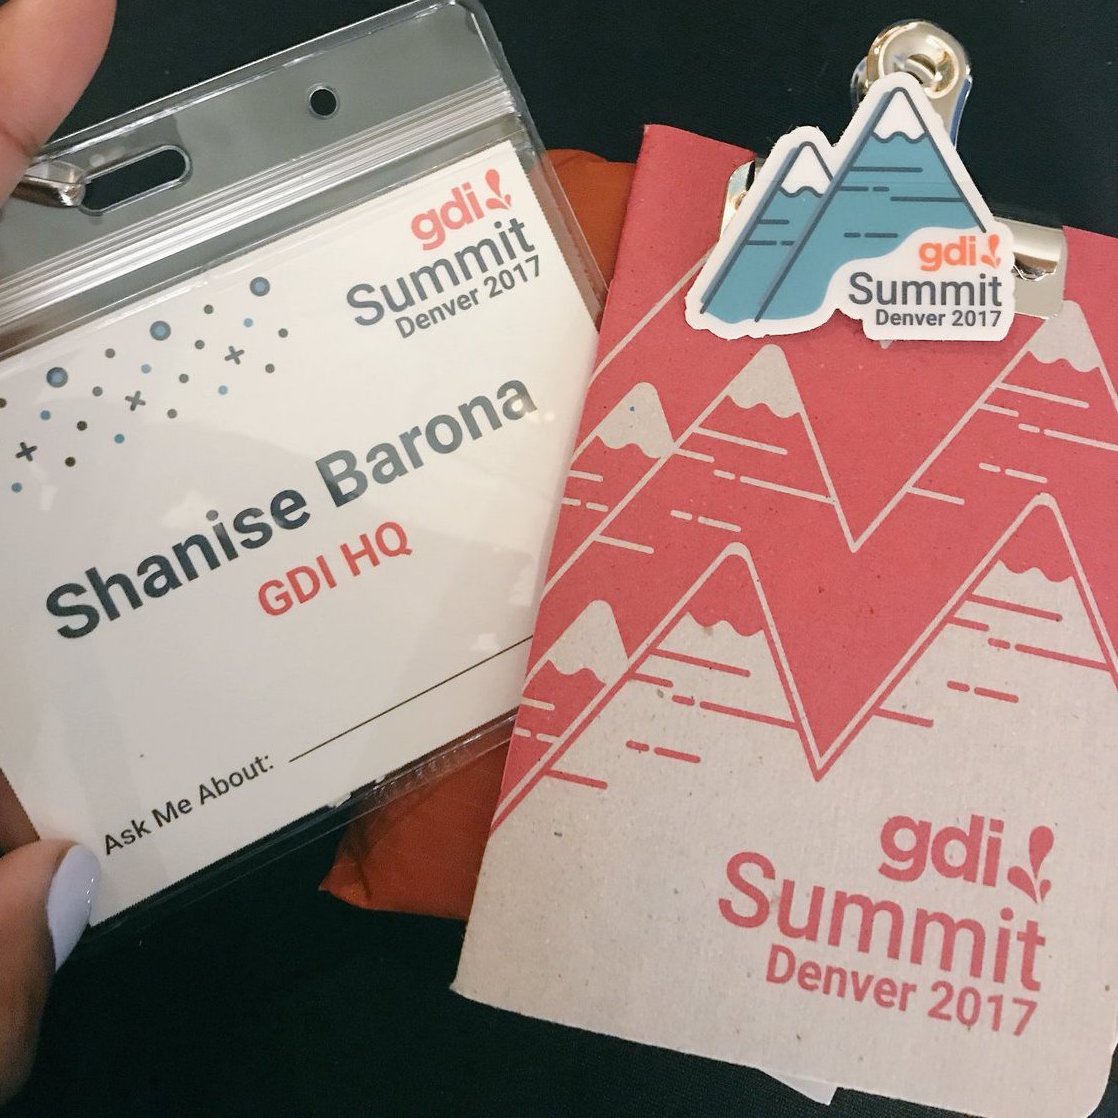 gdi
Summit
Denver 2017
Shanise Barona
GDI HQ
Ask Me About:
gdi
Summit
Denver 2017
gdi
Summit
Denver 2017